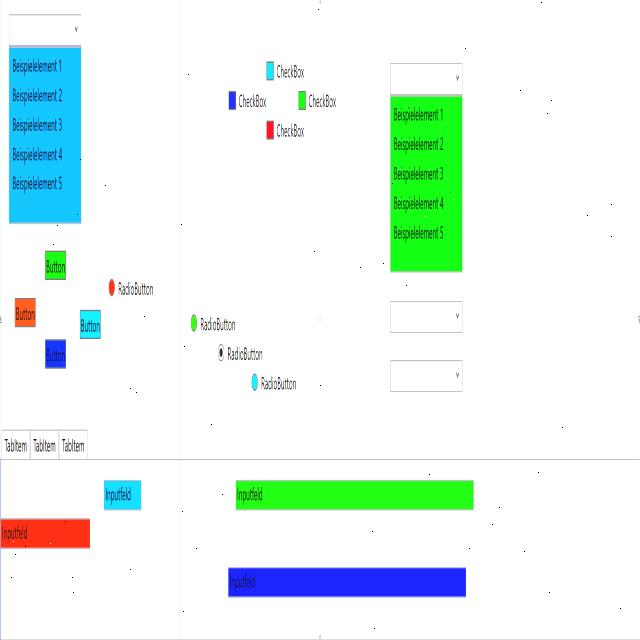 Beispielelement 1
Beispielelement 2
Beispielelement 3
Beispielelement 4
Beispielelement 5
CheckBox
CheckBox
CheckBox
CheckBox
Beispielelement 1
Beispielelement 2
Beispielelement 3
Beispielelement 4
Beispielelement 5
Button
Button
Button
Button
RadioButton
RadioButton
RadioButton
RadioButton
TabItem
TabItem
TabItem
Inputfeld
Inputfeld
Inputfeld
Inputfeld